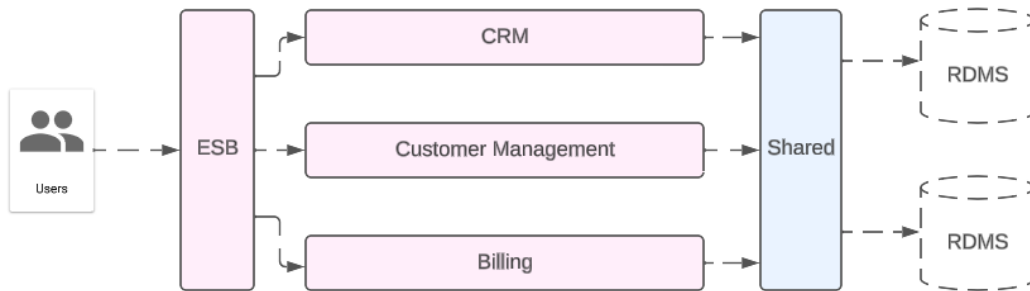 CRM
RDMS
Users
ESB
Customer Management
Shared
Billing
RDMS